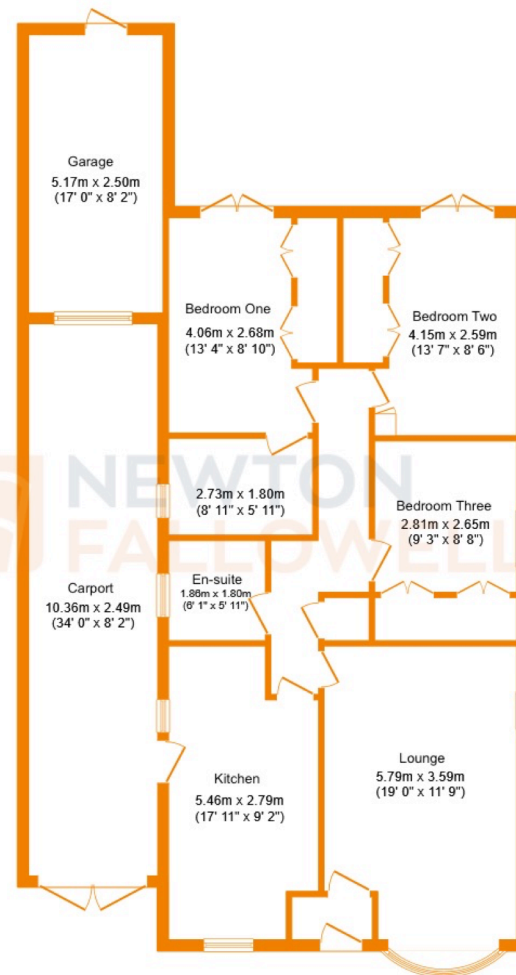 Garage
5.17m x 2.50m
(17' 0" x 8' 2")
Bedroom One
4.06m x 2.68m
(13' 4" x 8' 10")
Bedroom Two
4.15m x 2.59m
(13' 7" x 8' 6")
NEWTON
FALLOWELL
2.73m x 1.80m
(8' 11" x 5' 11")
Bedroom Three
2.81m x 2.65m
(9' 3" x 8' 8")
En-suite
1.86m x 1.80m
(6' 1" x 5' 11")
Carport
10.36m x 2.49m
(34' 0" x 8' 2")
Lounge
5.79m x 3.59m
(19' 0" x 11' 9")
Kitchen
5.46m x 2.79m
(17' 11" x 9' 2")